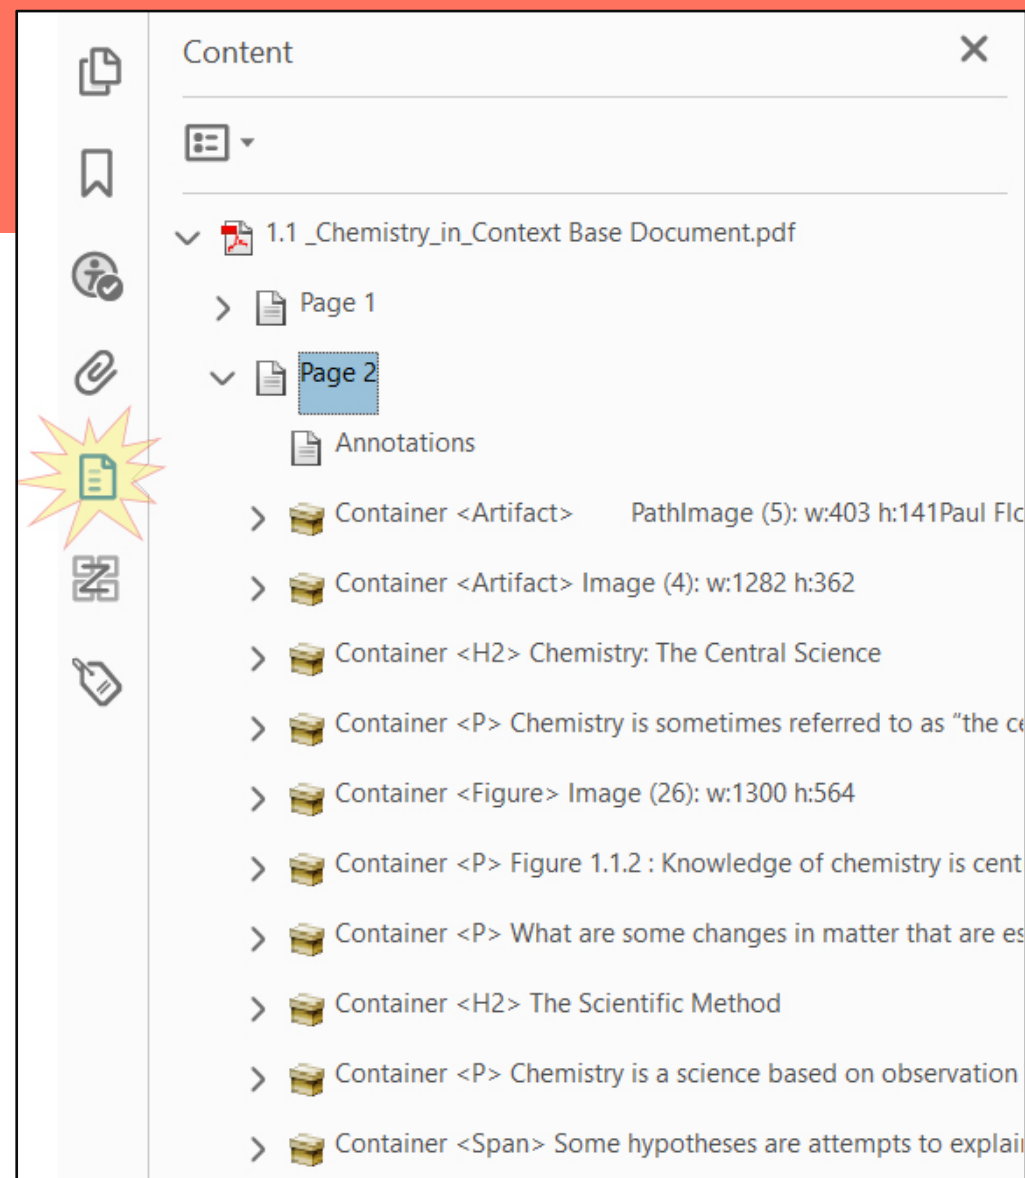 Content
1.1 _Chemistry_in_Context Base Document.pdf
Page 1
Page 2
Annotations
Container <Artifact> PathImage (5): w:403 h:141Paul Flo
Container <Artifact> Image (4): w:1282 h:362
Container <H2> Chemistry: The Central Science
Container <P> Chemistry is sometimes referred to as “the ce
Container <Figure> Image (26): w:1300 h:564
Container <P> Figure 1.1.2 : Knowledge of chemistry is cent
Container <P> What are some changes in matter that are es
Container <H2> The Scientific Method
Container <P> Chemistry is a science based on observation
Container <Span> Some hypotheses are attempts to explai